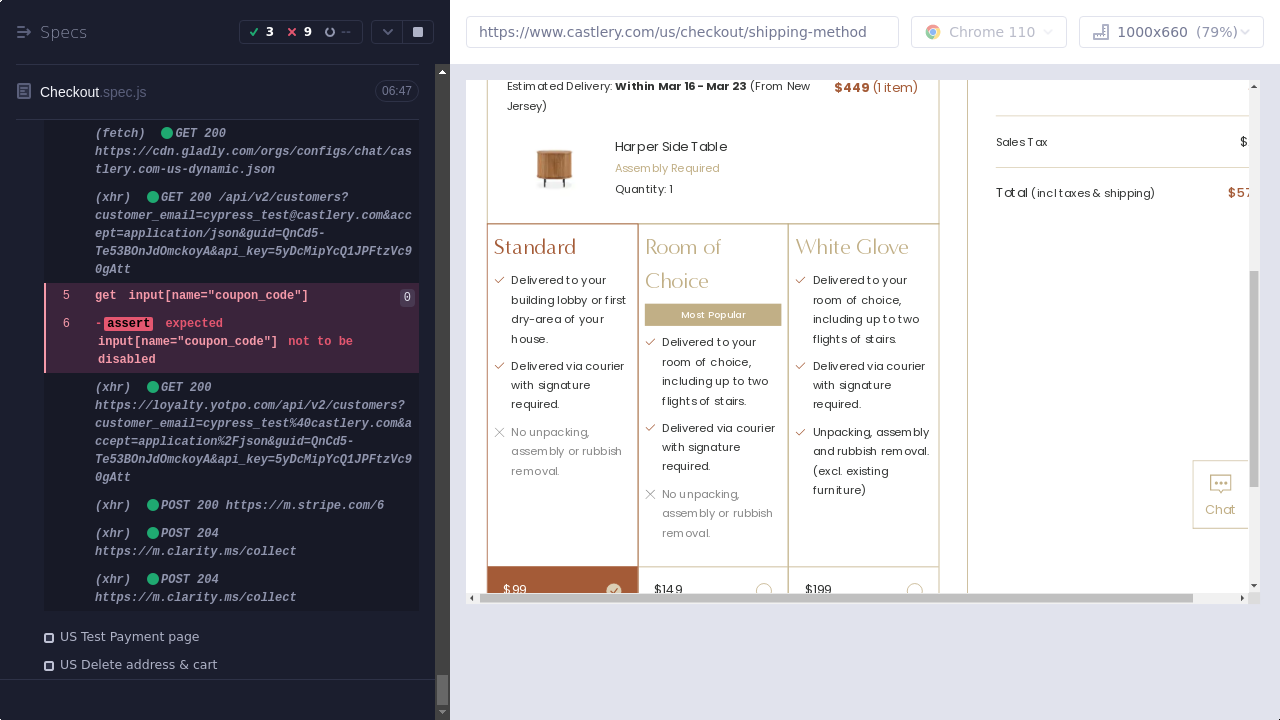 Specs
3
9
--
Checkout.spec.js
06:47
(fetch) GET 200
https://cdn.gladly.com/orgs/configs/chat/cas
tlery.com-us-dynamic.json
(xhr) GET 200 /api/v2/customers?
customer_email=cypress_test@castlery.com&acc
ept=application/json&guid=QnCd5-
Te53BOnJdOmckoyA&api_key=5yDcMipYcQ1JPFtzVc9
0gAtt
5 get input[name="coupon_code"] 0
6 -assert expected
input[name="coupon_code"] not to be
disabled
(xhr) GET 200
https://loyalty.yotpo.com/api/v2/customers?
customer_email=cypress_test%40castlery.com&a
ccept=application%2Fjson&guid=QnCd5-
Te53BOnJdOmckoyA&api_key=5yDcMipYcQ1JPFtzVc9
0gAtt
(xhr) POST 200 https://m.stripe.com/6
(xhr) POST 204
https://m.clarity.ms/collect
(xhr) POST 204
https://m.clarity.ms/collect
US Test Payment page
US Delete address & cart
https://www.castlery.com/us/checkout/shipping-method
Chrome 110
1000x660 (79%)
Estimated Delivery: Within Mar 16 - Mar 23 (From New
Jersey)
$449 (1 item)
Harper Side Table
Assembly Required
Quantity: 1
Standard
Delivered to your
building lobby or first
dry-area of your
house.
Delivered via courier
with signature
required.
No unpacking,
assembly or rubbish
removal.
$99
Room of
Choice
Most Popular
Delivered to your
room of choice,
including up to two
flights of stairs.
Delivered via courier
with signature
required.
No unpacking,
assembly or rubbish
removal.
$149
White Glove
Delivered to your
room of choice,
including up to two
flights of stairs.
Delivered via courier
with signature
required.
Unpacking, assembly
and rubbish removal.
(excl. existing
furniture)
$199
Sales Tax $
Total (incl taxes & shipping) $57
Chat